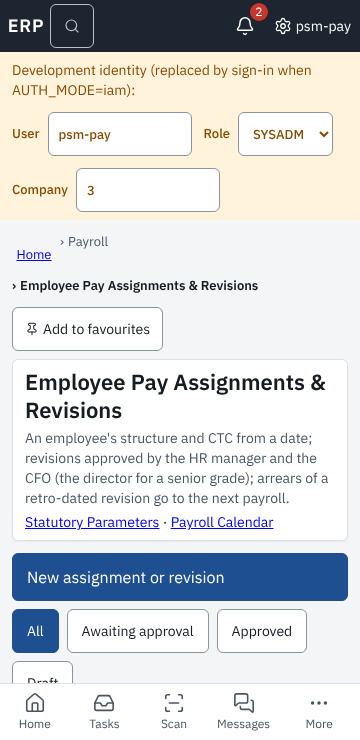 ERP
2
psm-pay
Development identity (replaced by sign-in when
AUTH_MODE=iam):
User psm-pay Role SYSADM
Company 3
Home › Payroll
› Employee Pay Assignments & Revisions
Add to favourites
Employee Pay Assignments &
Revisions
An employee's structure and CTC from a date;
revisions approved by the HR manager and the
CFO (the director for a senior grade); arrears of a
retro-dated revision go to the next payroll.
Statutory Parameters · Payroll Calendar
New assignment or revision
All Awaiting approval Approved
Draft
Home Tasks Scan Messages More